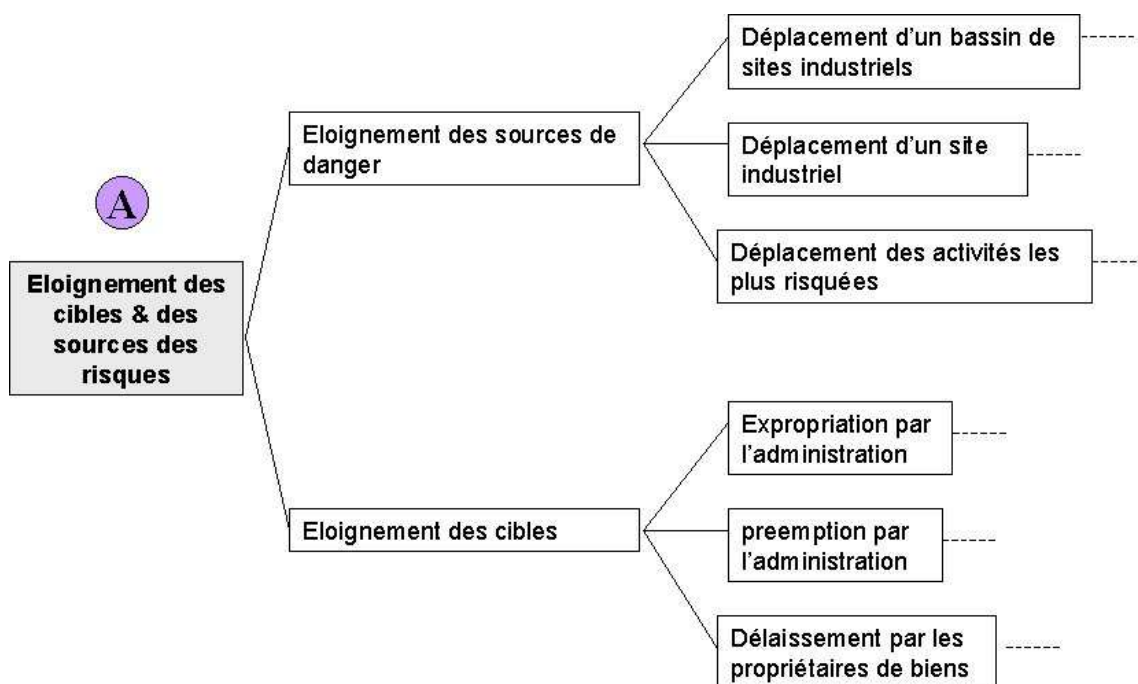 A
Eloignement des
cibles & des
sources des
risques
Eloignement des sources de
danger
Déplacement d'un bassin de
sites industriels
Déplacement d'un site
industriel
Déplacement des activités les
plus risquées
Eloignement des cibles
Expropriation par
l'administration
preemption par
l'administration
Délaissement par les
propriétaires de biens